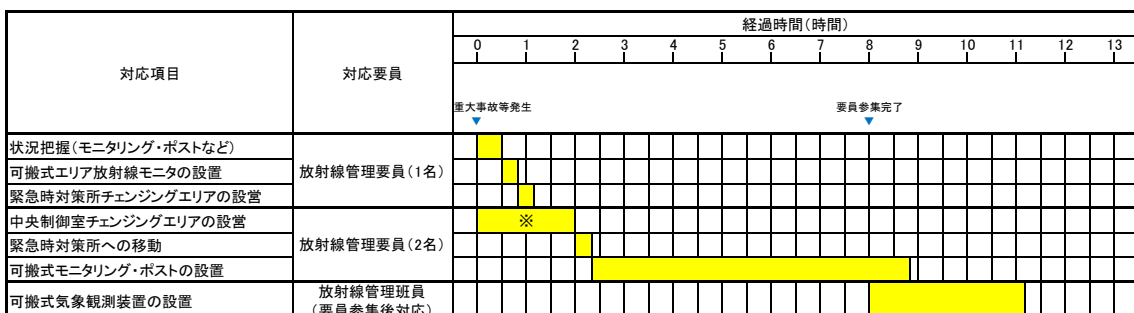 経過時間(時間)
対応項目
対応要員
0 1 2 3 4 5 6 7 8 9 10 11 12 13
重大事故等発生
要員参集完了
▼
▼
状況把握(モニタリング・ポストなど)
可搬式エリア放射線モニタの設置
放射線管理要員(1名)
緊急時対策所チェンジングエリアの設営
中央制御室チェンジングエリアの設営
※
緊急時対策所への移動
放射線管理要員(2名)
可搬式モニタリング・ポストの設置
可搬式気象観測装置の設置
放射線管理班員
(要員参集後対応)